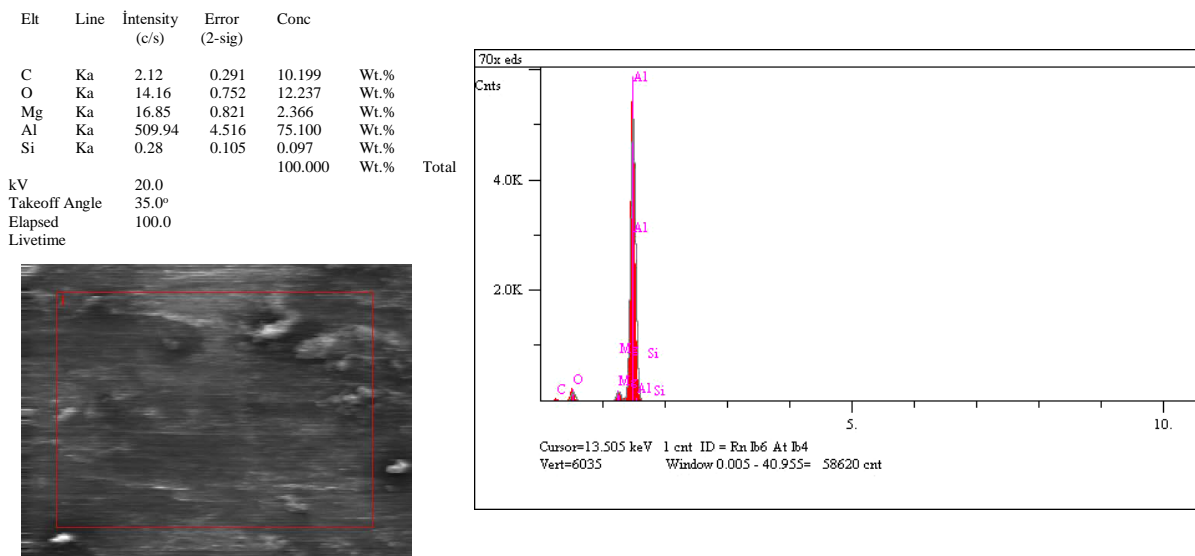 Elt Line İntensity Error Conc
(c/s) (2-sig)
C Ka 2.12 0.291 10.199 Wt.%
O Ka 14.16 0.752 12.237 Wt.%
Mg Ka 16.85 0.821 2.366 Wt.%
Al Ka 509.94 4.516 75.100 Wt.%
Si Ka 0.28 0.105 0.097 Wt.%
100.000 Wt.% Total
kV 20.0
Takeoff Angle 35.0°
Elapsed 100.0
Livetime
1
70x eds
Cnts
Al
4.0K
Al
2.0K
Si
C O Al Si
5. 10.
Cursor=13.505 keV 1 cnt ID = Rn lb6 At lb4
Vert=6035 Window 0.005 - 40.955= 58620 cnt